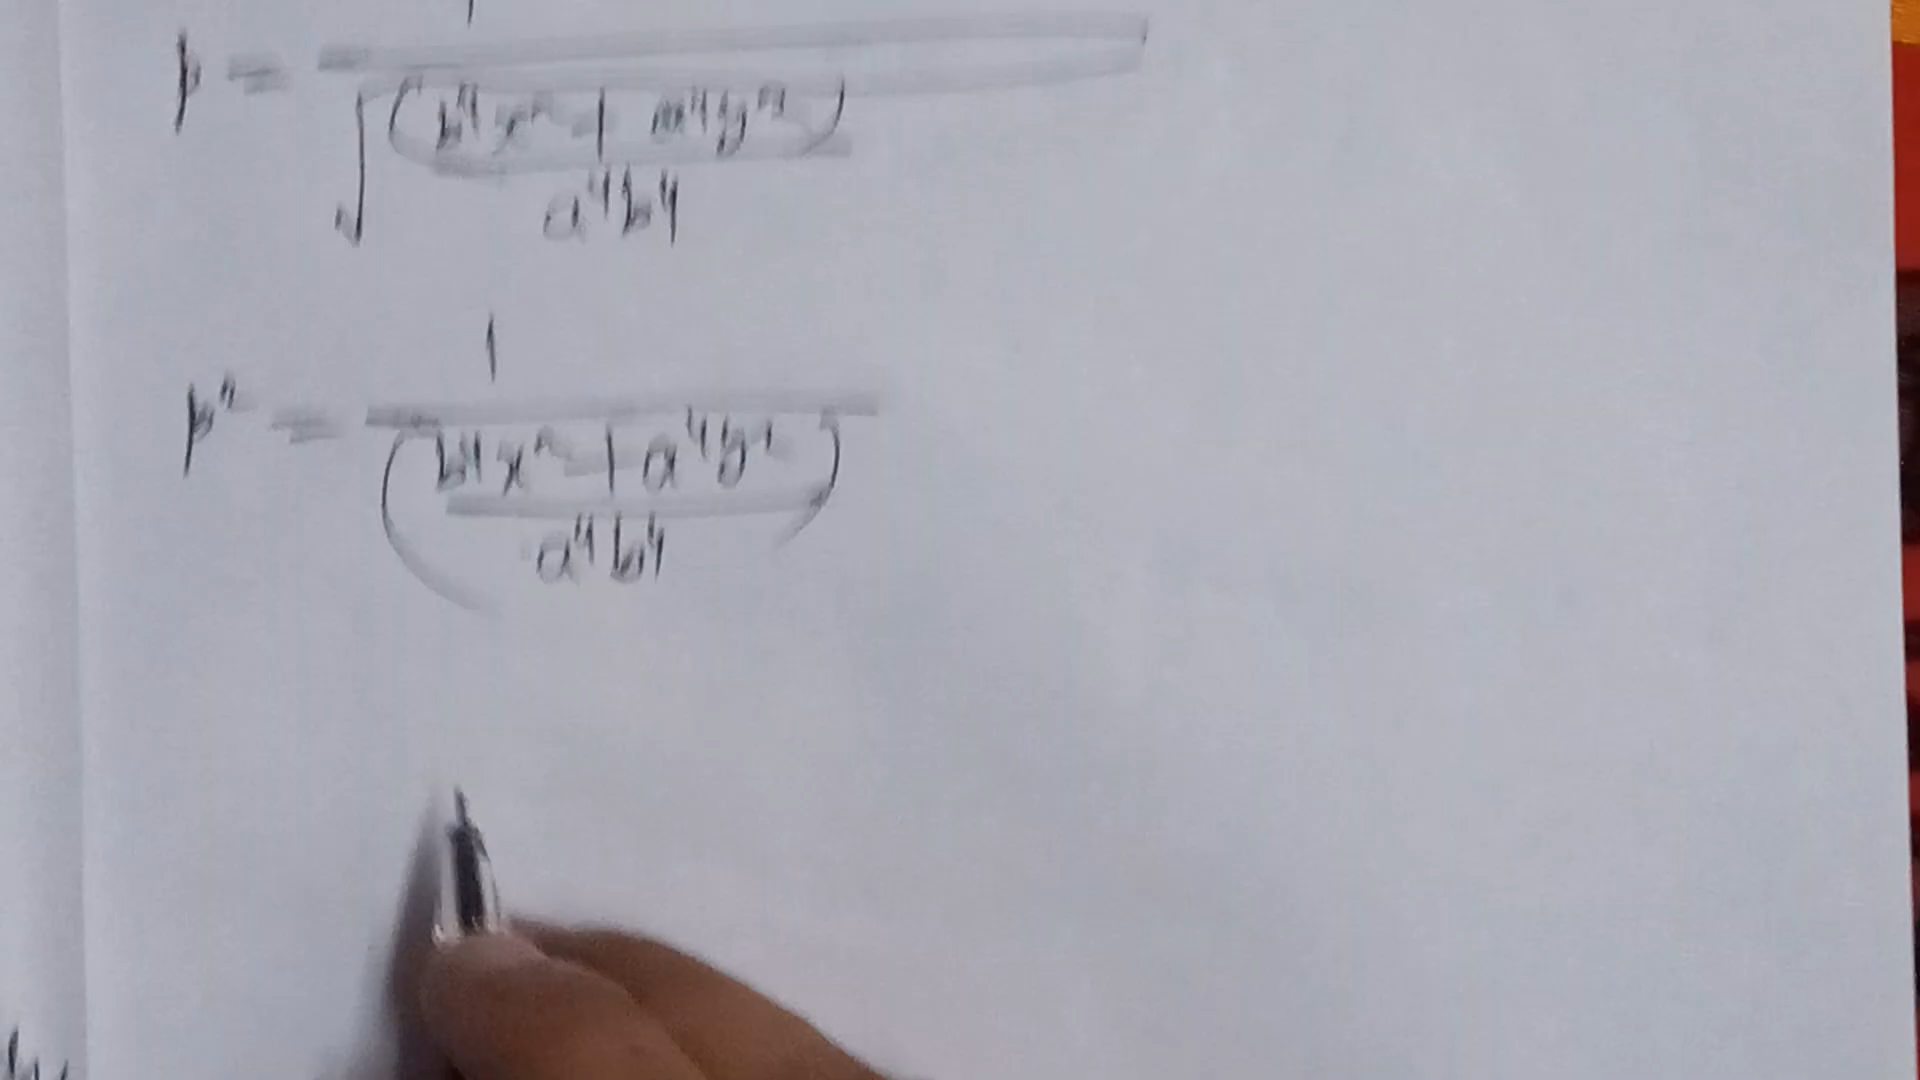 p = 1 / √((b⁴x² + a⁴y²) / a⁴b⁴)
p² = 1 / ((b⁴x² + a⁴y²) / a⁴b⁴)